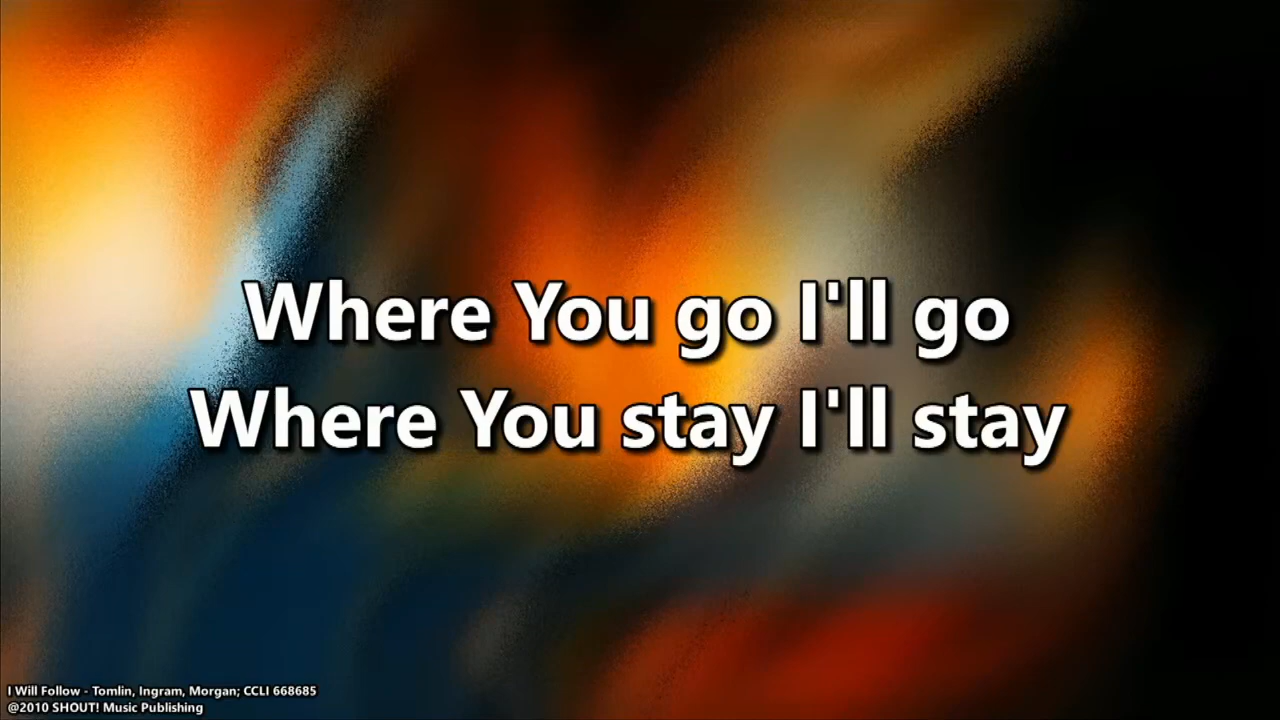 Where You go I'll go
Where You stay I'll stay
I Will Follow - Tomlin, Ingram, Morgan; CCLI 668685
@2010 SHOUT! Music Publishing